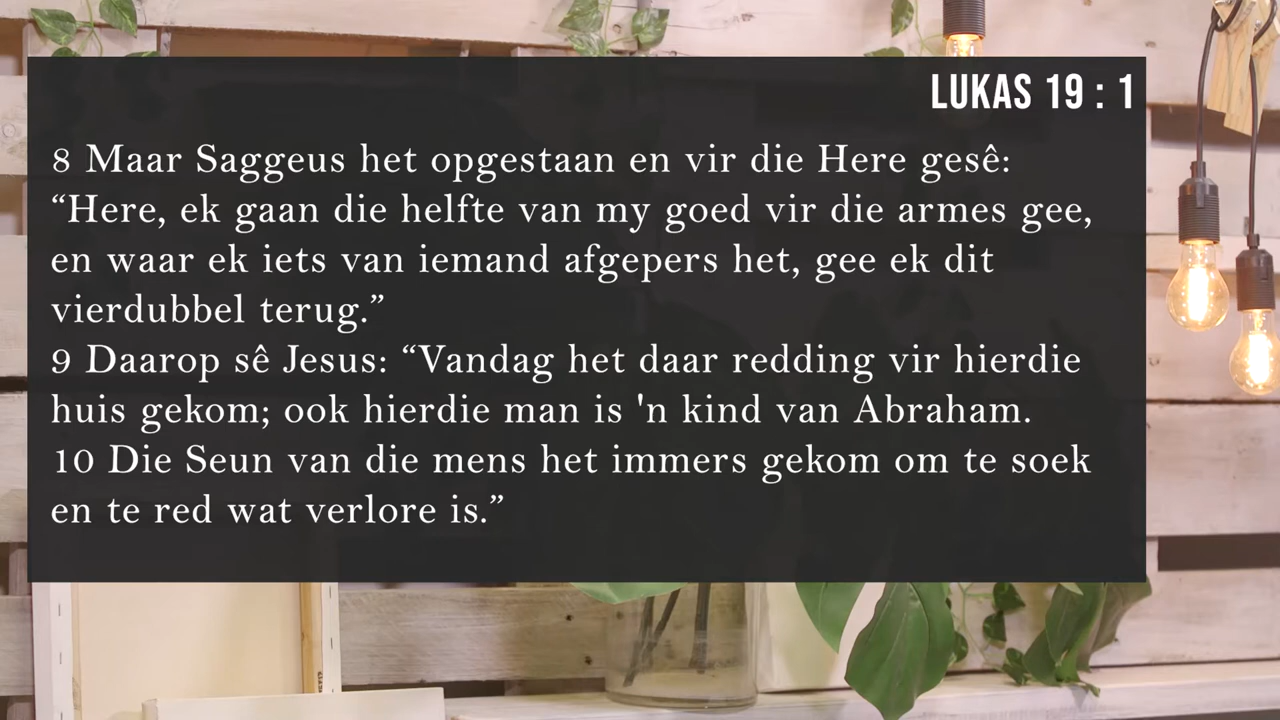 LUKAS 19 : 1
8 Maar Saggeus het opgestaan en vir die Here gesê:
“Here, ek gaan die helfte van my goed vir die armes gee,
en waar ek iets van iemand afgepers het, gee ek dit
vierdubbel terug.”
9 Daarop sê Jesus: “Vandag het daar redding vir hierdie
huis gekom; ook hierdie man is 'n kind van Abraham.
10 Die Seun van die mens het immers gekom om te soek
en te red wat verlore is.”